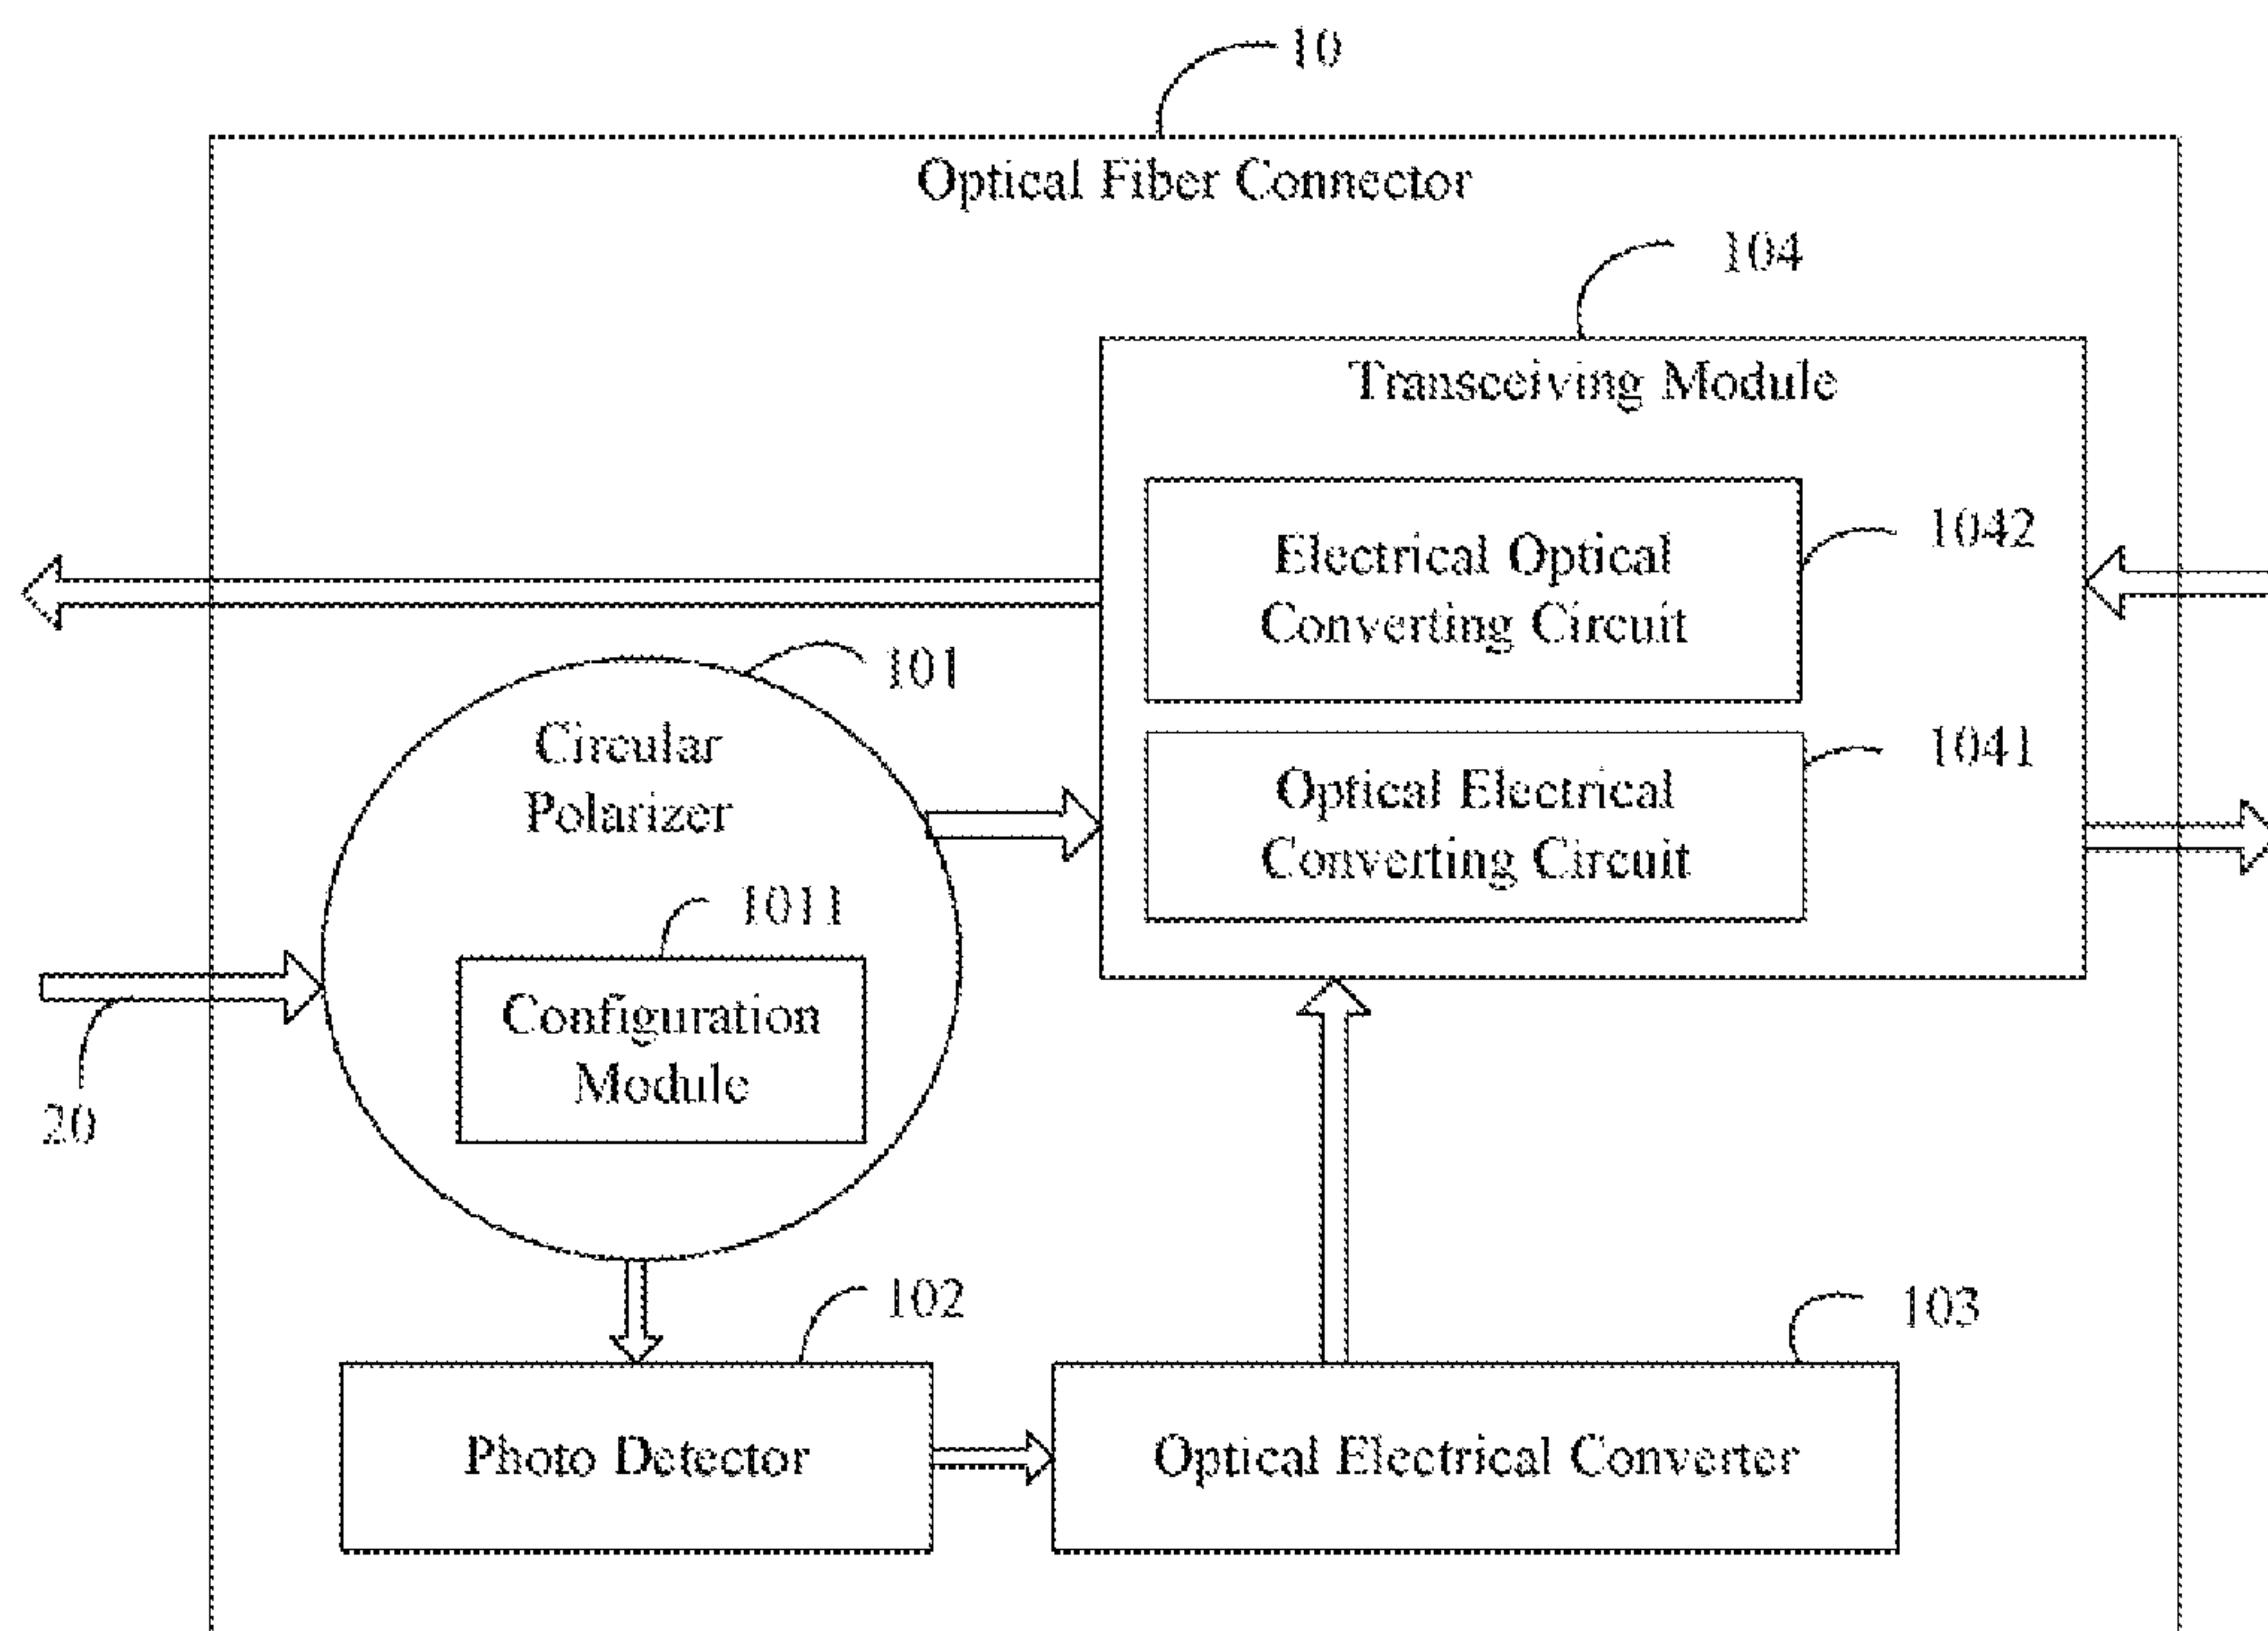 10
Optical Fiber Connector
104
Transceiving Module
Electrical Optical
Converting Circuit
1042
101
Circular
Polarizer
Optical Electrical
Converting Circuit
1041
1011
Configuration
Module
20
102
103
Photo Detector
Optical Electrical Converter